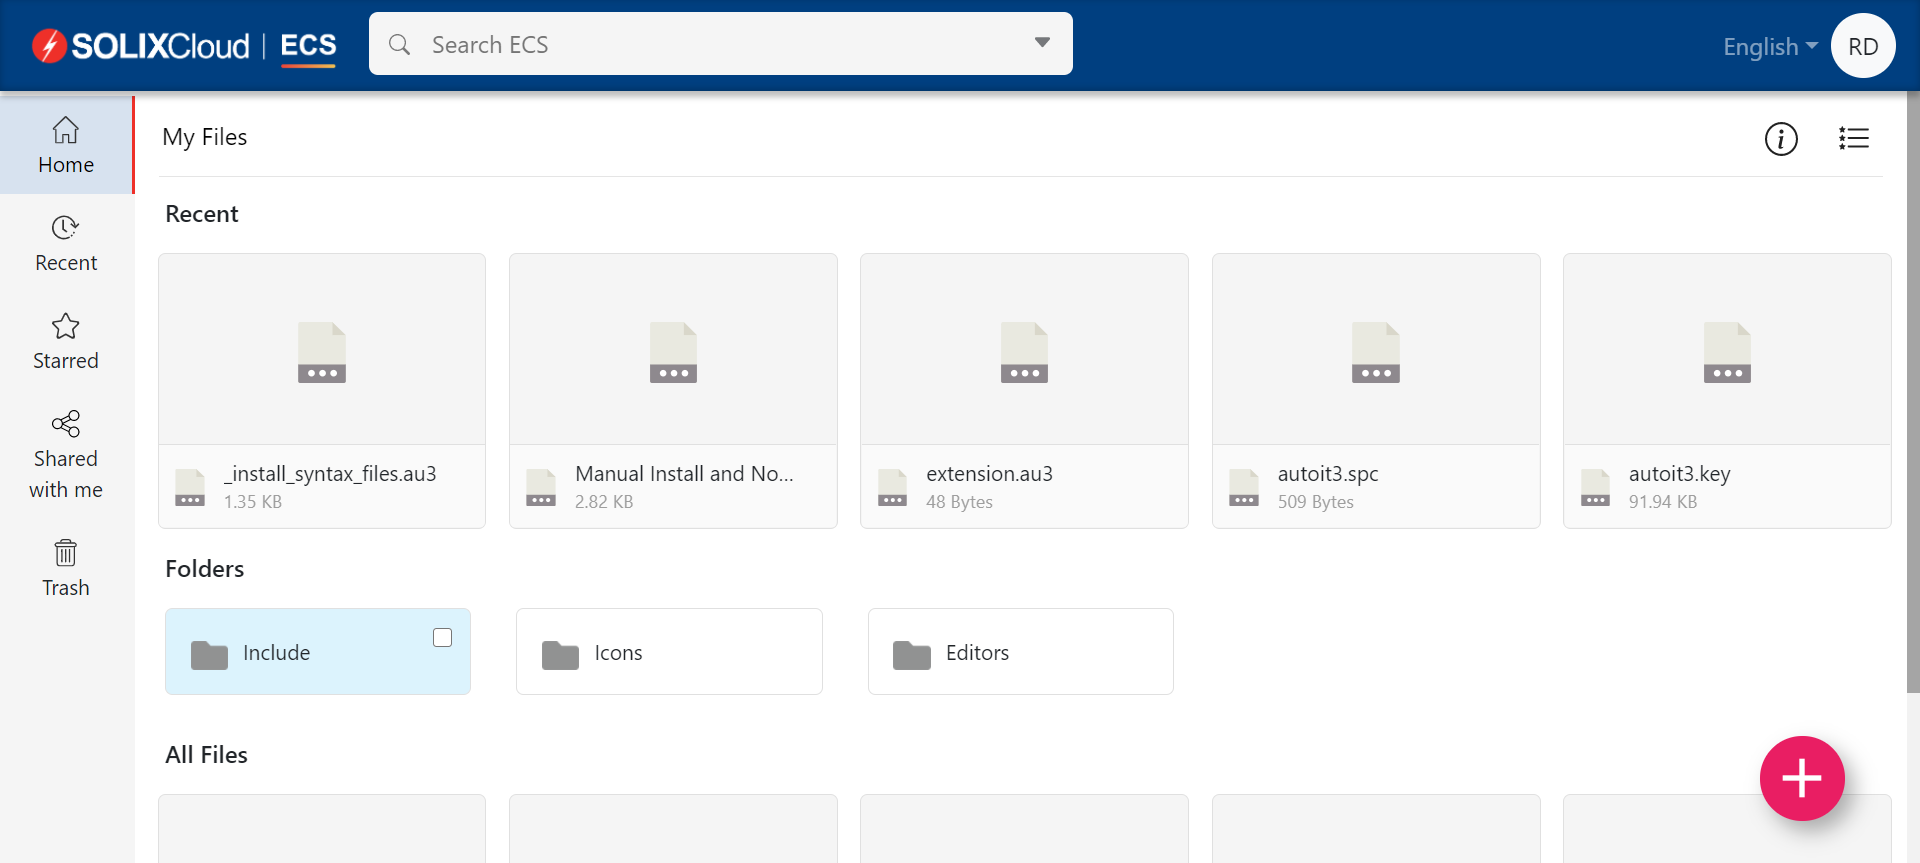 SOLIXCloud | ECS
Search ECS
English
RD
Home
Recent
Starred
Shared
with me
Trash
My Files
Recent
_install_syntax_files.au3
1.35 KB
Manual Install and No...
2.82 KB
extension.au3
48 Bytes
autoit3.spc
509 Bytes
autoit3.key
91.94 KB
Folders
Include
Icons
Editors
All Files